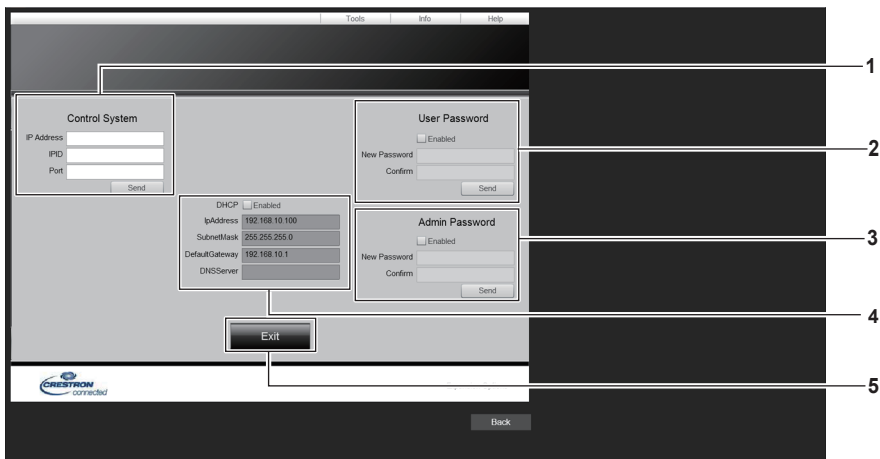 Tools Info Help
1
Control System
IP Address
IPID
Port
Send
User Password
Enabled
New Password
Confirm
Send
2
DHCP Enabled
IpAddress 192.168.10.100
SubnetMask 255.255.255.0
DefaultGateway 192.168.10.1
DNSServer
Admin Password
Enabled
New Password
Confirm
Send
3
4
Exit
CRESTRON
connected
5
Back